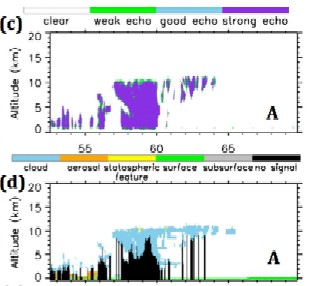 (c)
clear weak echo good echo strong echo
Altitude (km)
20
15
10
5
0
A
55 60 65
cloud aerosol statospheric feature surface subsurface no signal
(d)
Altitude (km)
20
15
10
5
0
A